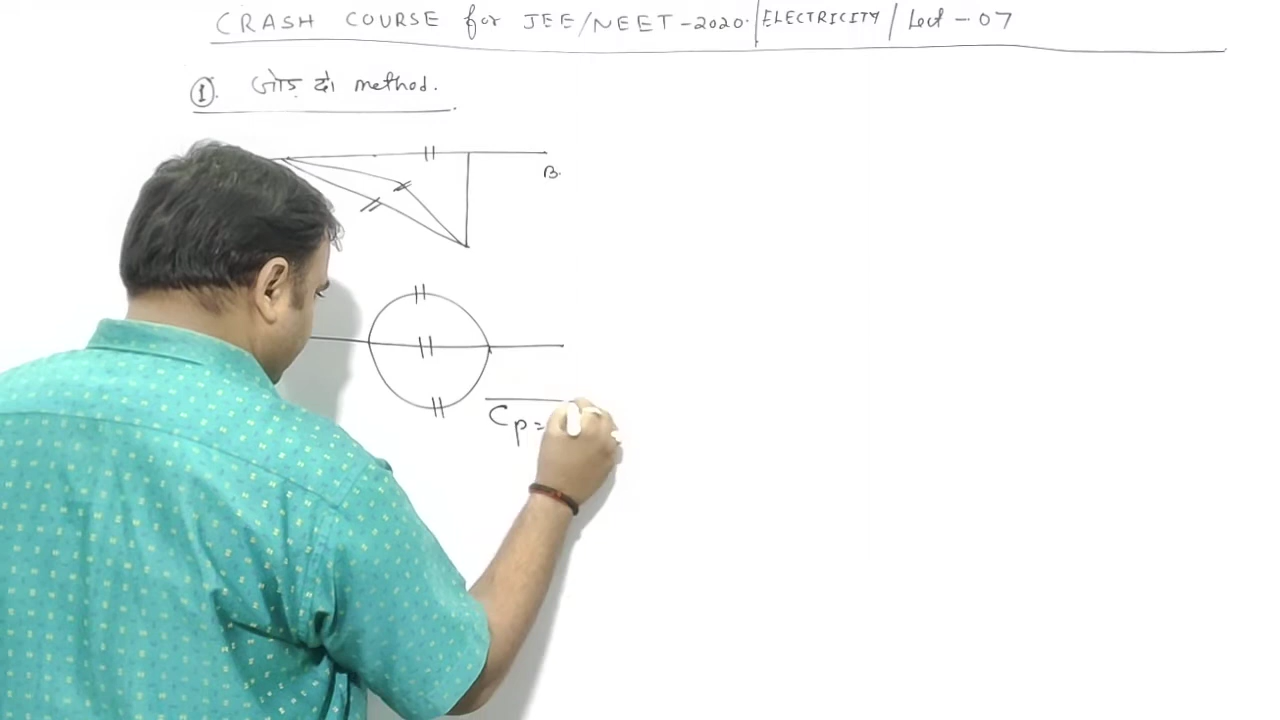 CRASH COURSE for JEE/NEET-2020. | ELECTRICITY / Lect - 07
①. जोड़ दो method.
B.
Cp =